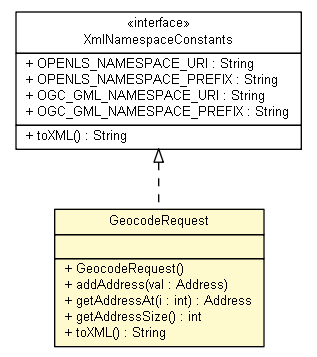 «interface»
XmlNamespaceConstants
+ OPENLS_NAMESPACE_URI : String
+ OPENLS_NAMESPACE_PREFIX : String
+ OGC_GML_NAMESPACE_URI : String
+ OGC_GML_NAMESPACE_PREFIX : String
+ toXML() : String
GeocodeRequest
+ GeocodeRequest()
+ addAddress(val : Address)
+ getAddressAt(i : int) : Address
+ getAddressSize() : int
+ toXML() : String